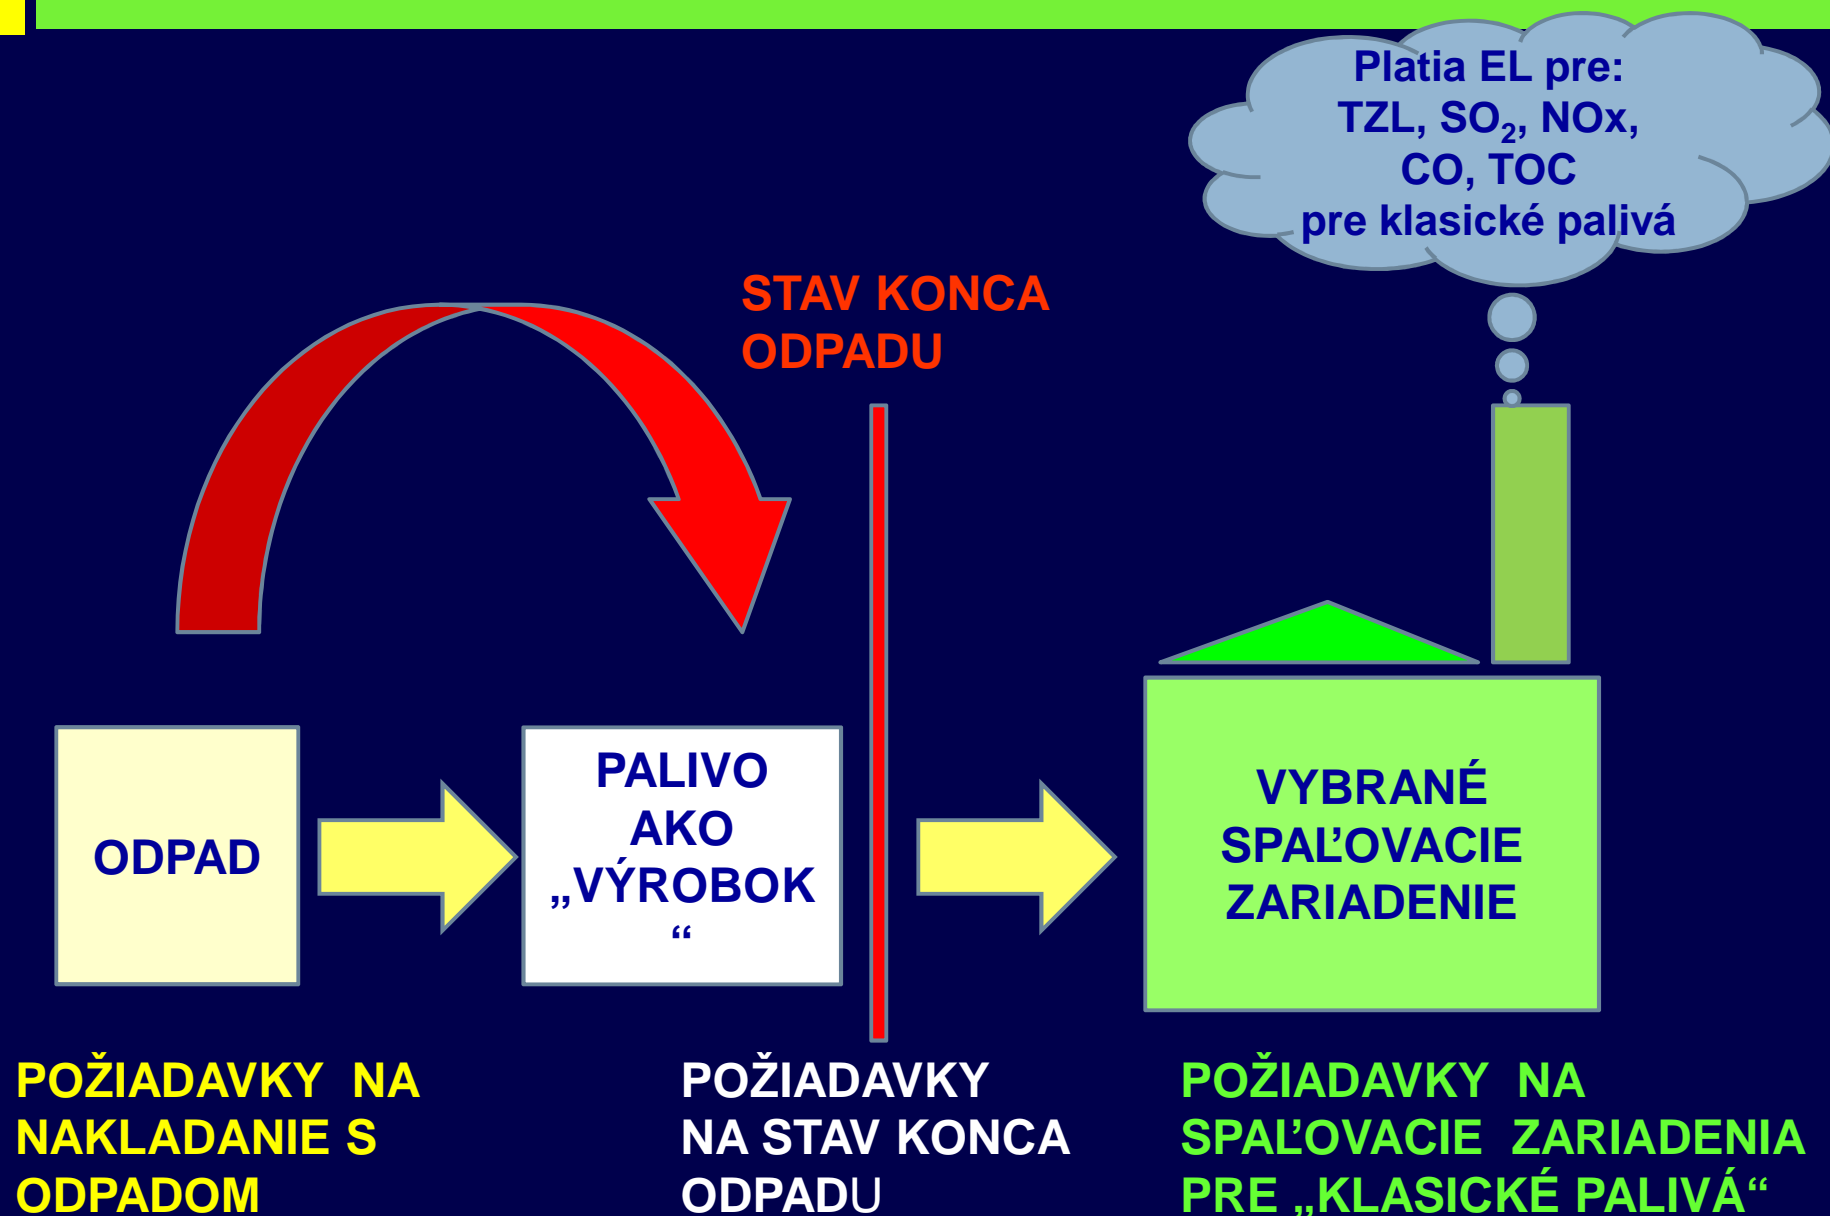 Platia EL pre:
TZL, SO₂, NOx,
CO, TOC
pre klasické palivá
STAV KONCA
ODPADU
ODPAD
PALIVO
AKO
„VÝROBOK
“
VYBRANÉ
SPAĽOVACIE
ZARIADENIE
POŽIADAVKY NA
NAKLADANIE S
ODPADOM
POŽIADAVKY
NA STAV KONCA
ODPADU
POŽIADAVKY NA
SPAĽOVACIE ZARIADENIA
PRE „KLASICKÉ PALIVÁ“